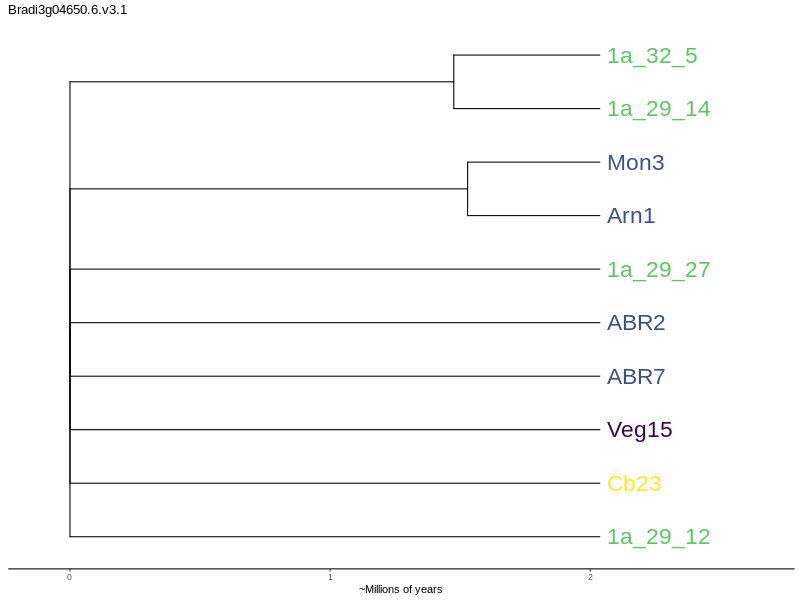 Bradi3g04650.6.v3.1
1a_32_5
1a_29_14
Mon3
Arn1
1a_29_27
ABR2
ABR7
Veg15
Cb23
1a_29_12
0 1 2
~Millions of years